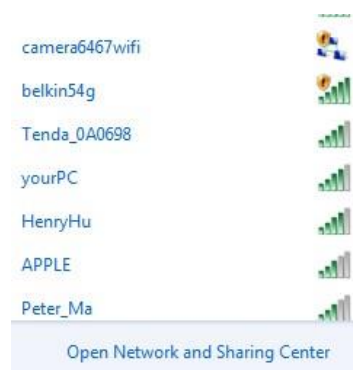 camera6467wifi
belkin54g
Tenda_0A0698
yourPC
HenryHu
APPLE
Peter_Ma
Open Network and Sharing Center